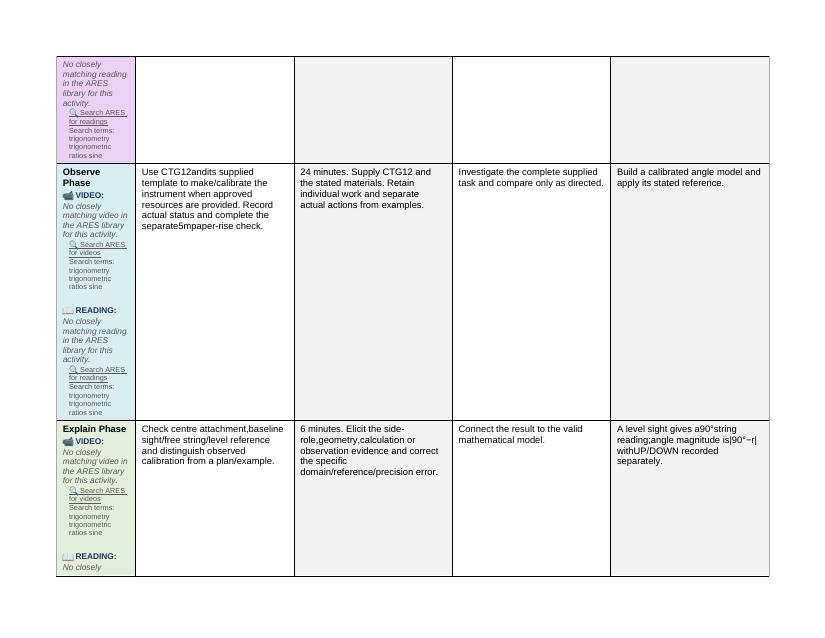 No closely
matching reading
in the ARES
library for this
activity.
🔍 Search ARES
for readings
Search terms:
trigonometry
trigonometric
ratios sine
Observe
Phase
📹 VIDEO:
No closely
matching video in
the ARES library
for this activity.
🔍 Search ARES
for videos
Search terms:
trigonometry
trigonometric
ratios sine
📖 READING:
No closely
matching reading
in the ARES
library for this
activity.
🔍 Search ARES
for readings
Search terms:
trigonometry
trigonometric
ratios sine
Use CTG12andits supplied
template to make/calibrate the
instrument when approved
resources are provided. Record
actual status and complete the
separate5mpaper-rise check.
24 minutes. Supply CTG12 and
the stated materials. Retain
individual work and separate
actual actions from examples.
Investigate the complete supplied
task and compare only as directed.
Build a calibrated angle model and
apply its stated reference.
Explain Phase
📹 VIDEO:
No closely
matching video in
the ARES library
for this activity.
🔍 Search ARES
for videos
Search terms:
trigonometry
trigonometric
ratios sine
📖 READING:
No closely
Check centre attachment,baseline
sight/free string/level reference
and distinguish observed
calibration from a plan/example.
6 minutes. Elicit the side-
role,geometry,calculation or
observation evidence and correct
the specific
domain/reference/precision error.
Connect the result to the valid
mathematical model.
A level sight gives a90°string
reading;angle magnitude is|90°−r|
withUP/DOWN recorded
separately.